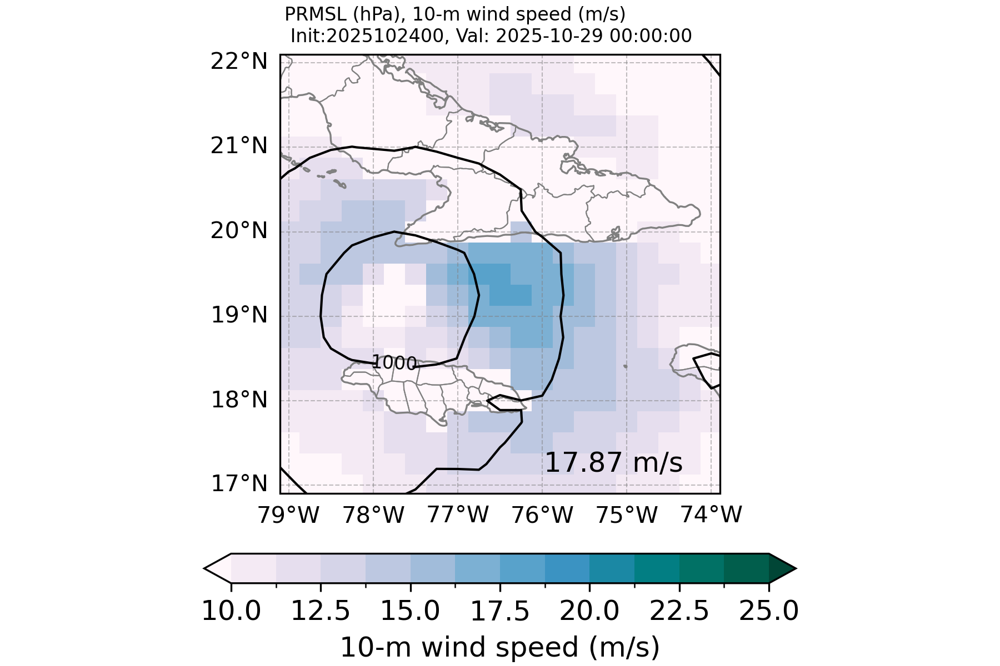 PRMSL (hPa), 10-m wind speed (m/s)
Init:2025102400, Val: 2025-10-29 00:00:00
22°N
21°N
20°N
19°N
1000
18°N
17.87 m/s
17°N
79°W 78°W 77°W 76°W 75°W 74°W
10.0 12.5 15.0 17.5 20.0 22.5 25.0
10-m wind speed (m/s)